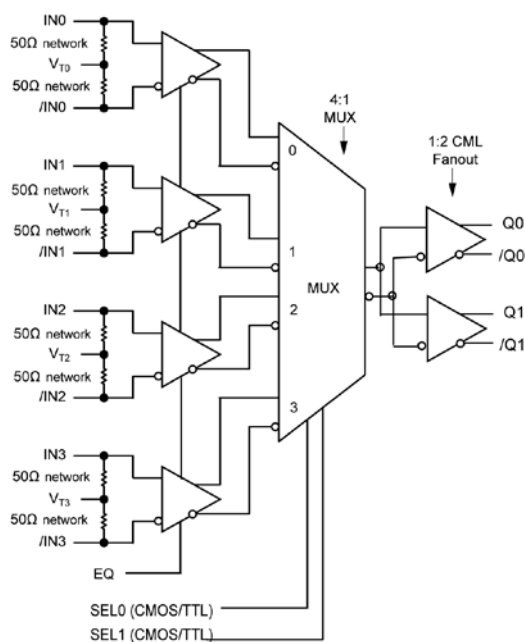 IN0
50Ω network
VT0
50Ω network
/IN0
IN1
50Ω network
VT1
50Ω network
/IN1
IN2
50Ω network
VT2
50Ω network
/IN2
IN3
50Ω network
VT3
50Ω network
/IN3
EQ
SEL0 (CMOS/TTL)
SEL1 (CMOS/TTL)
4:1
MUX
0
1
2
3
MUX
1:2 CML
Fanout
Q0
/Q0
Q1
/Q1